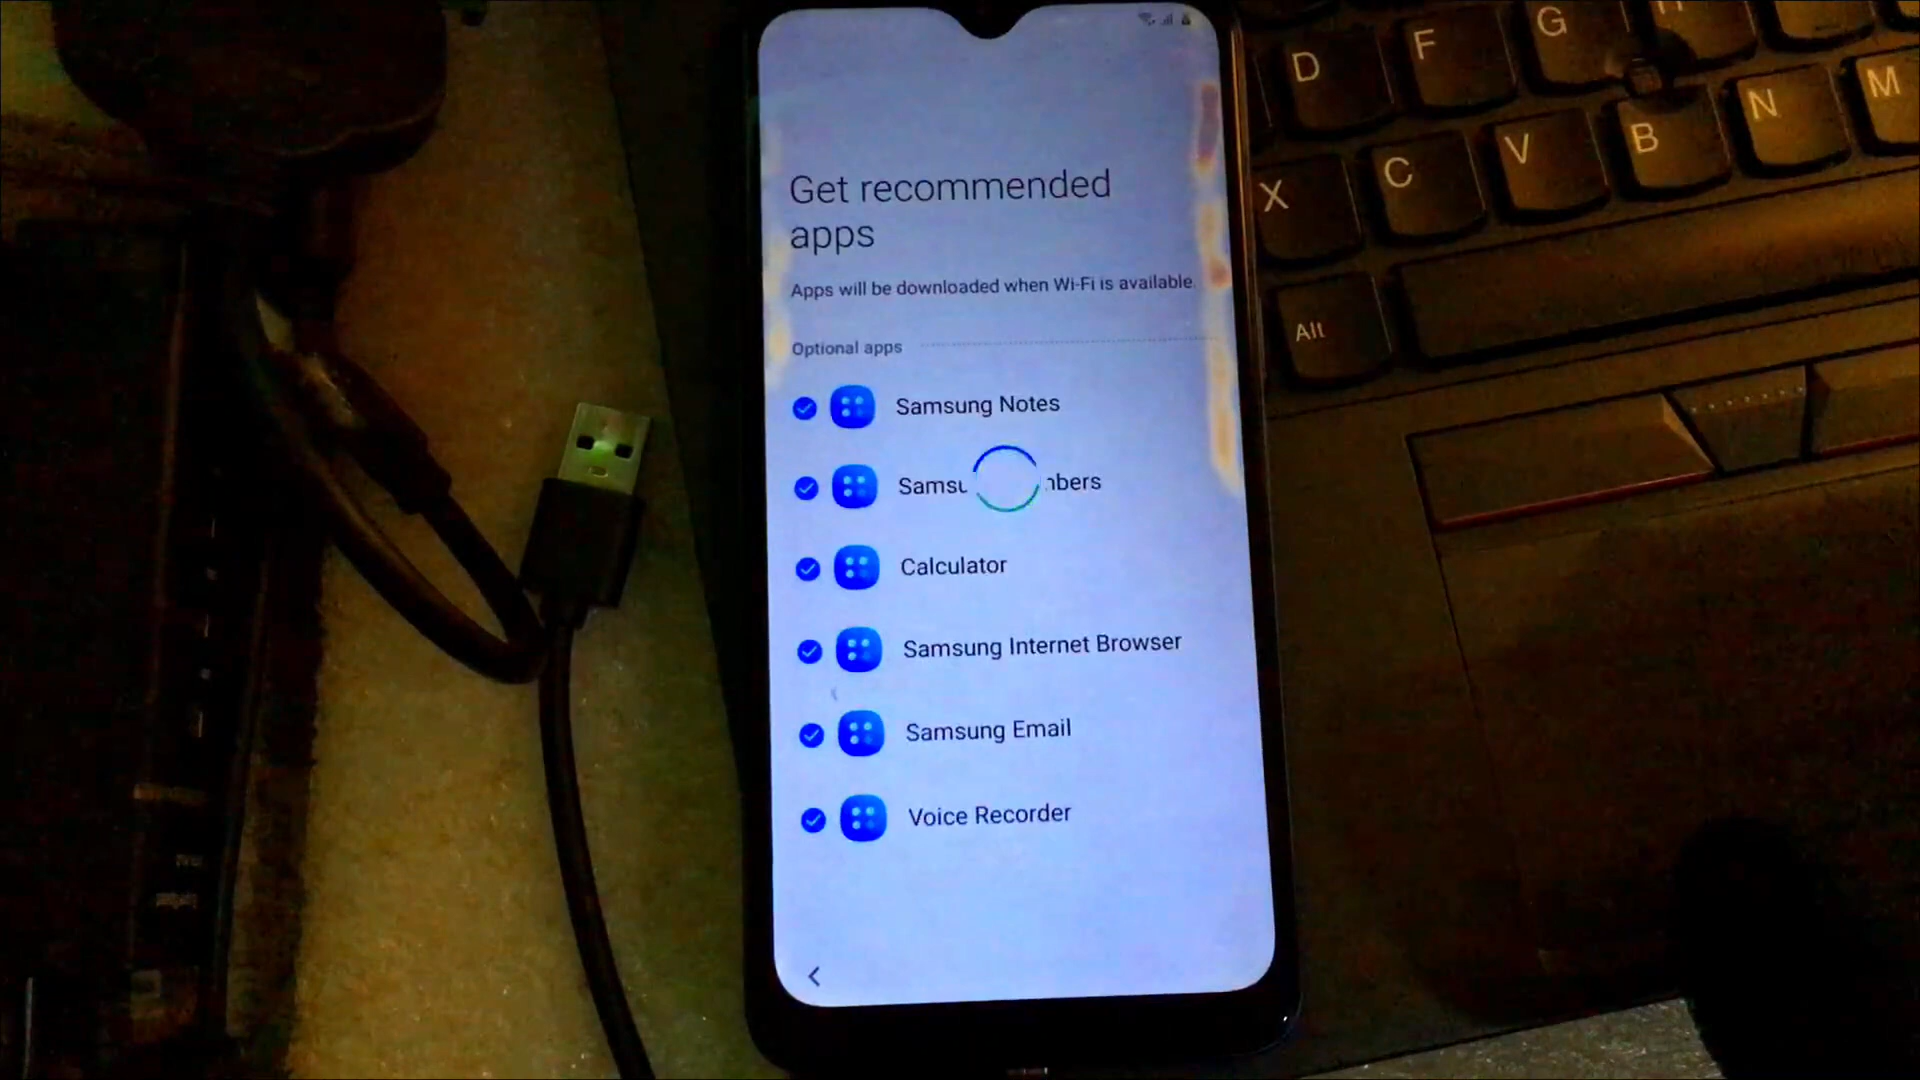 Get recommended
apps
Apps will be downloaded when Wi-Fi is available.
Optional apps
Samsung Notes
Samsu mbers
Calculator
Samsung Internet Browser
Samsung Email
Voice Recorder
D F G H
X C V B N M
Alt